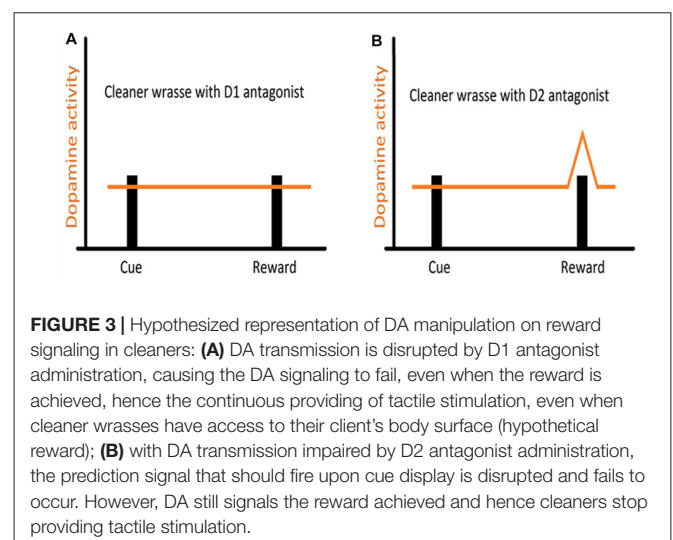 A
B
Dopamine activity
Cleaner wrasse with D1 antagonist
Cue
Reward
Dopamine activity
Cleaner wrasse with D2 antagonist
Cue
Reward
FIGURE 3 | Hypothesized representation of DA manipulation on reward
signaling in cleaners: (A) DA transmission is disrupted by D1 antagonist
administration, causing the DA signaling to fail, even when the reward is
achieved, hence the continuous providing of tactile stimulation, even when
cleaner wrasses have access to their client's body surface (hypothetical
reward); (B) with DA transmission impaired by D2 antagonist administration,
the prediction signal that should fire upon cue display is disrupted and fails to
occur. However, DA still signals the reward achieved and hence cleaners stop
providing tactile stimulation.